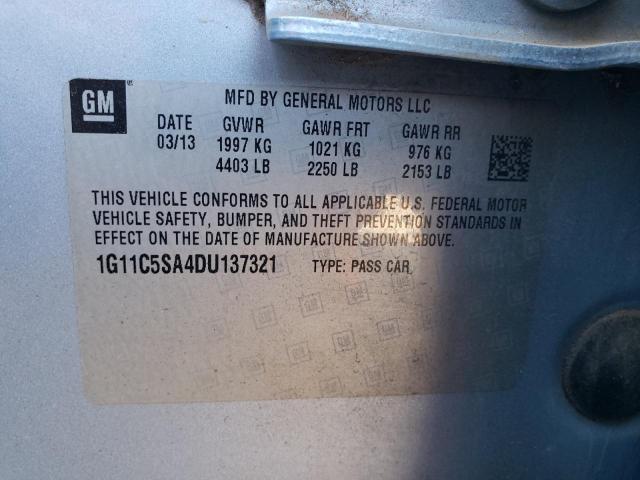 GM
MFD BY GENERAL MOTORS LLC
DATE GVWR GAWR FRT GAWR RR
03/13 1997 KG 1021 KG 976 KG
4403 LB 2250 LB 2153 LB
THIS VEHICLE CONFORMS TO ALL APPLICABLE U.S. FEDERAL MOTOR
VEHICLE SAFETY, BUMPER, AND THEFT PREVENTION STANDARDS IN
EFFECT ON THE DATE OF MANUFACTURE SHOWN ABOVE.
1G11C5SA4DU137321 TYPE: PASS CAR